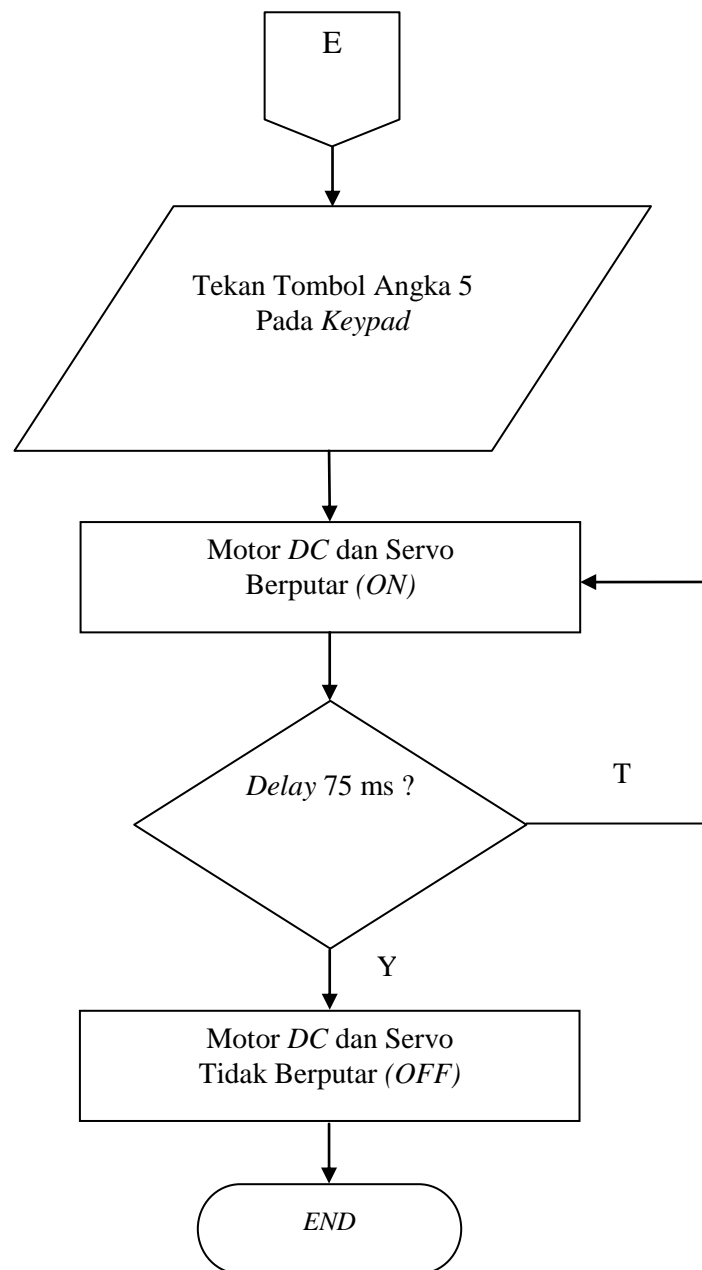 E
Tekan Tombol Angka 5
Pada Keypad
Motor DC dan Servo
Berputar (ON)
Delay 75 ms ?
T
Y
Motor DC dan Servo
Tidak Berputar (OFF)
END